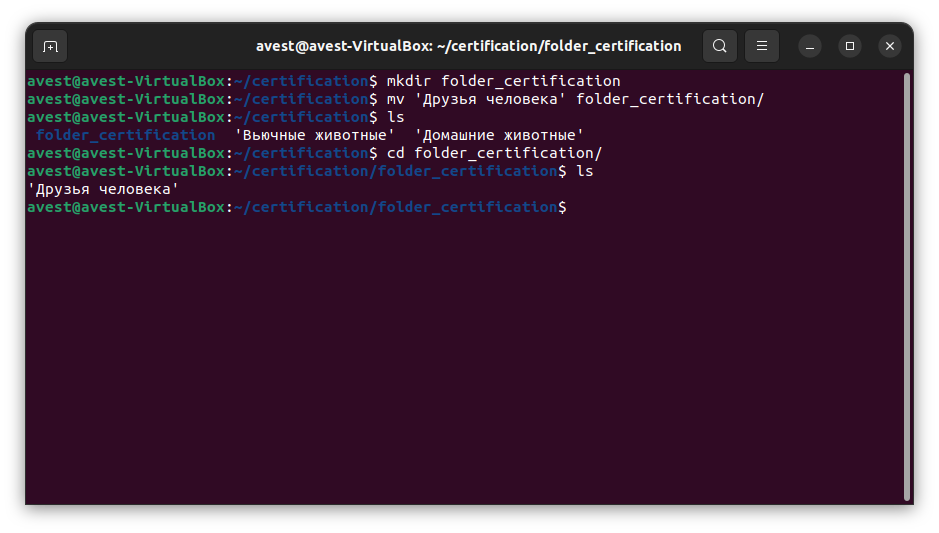 avest@avest-VirtualBox: ~/certification/folder_certification
avest@avest-VirtualBox:~/certification$ mkdir folder_certification
avest@avest-VirtualBox:~/certification$ mv 'Друзья человека' folder_certification/
avest@avest-VirtualBox:~/certification$ ls
folder_certification  'Вьючные животные'  'Домашние животные'
avest@avest-VirtualBox:~/certification$ cd folder_certification/
avest@avest-VirtualBox:~/certification/folder_certification$ ls
'Друзья человека'
avest@avest-VirtualBox:~/certification/folder_certification$